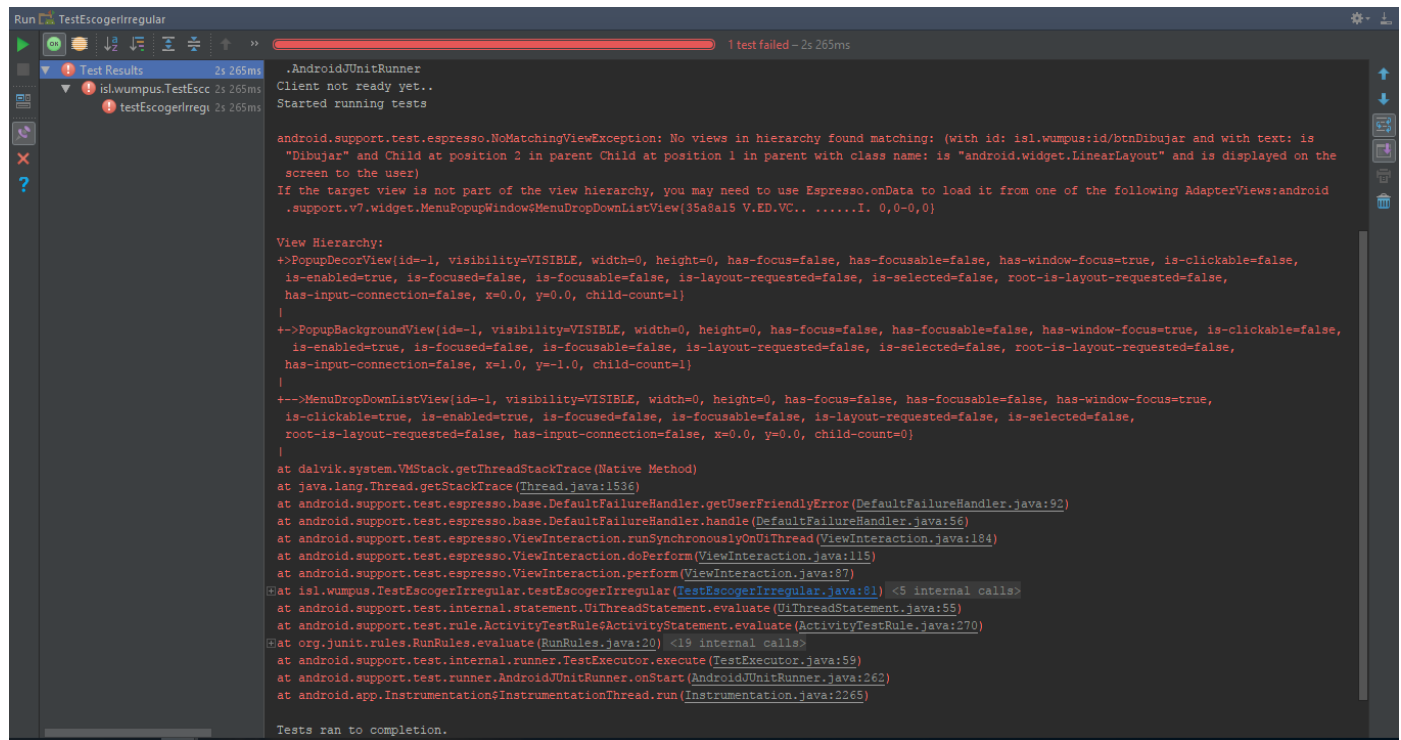 Run TestEscogerIrregular
1 test failed – 2s 265ms
Test Results 2s 265ms
isl.wumpus.TestEscc 2s 265ms
testEscogerIrregu 2s 265ms
.AndroidJUnitRunner
Client not ready yet..
Started running tests
android.support.test.espresso.NoMatchingViewException: No views in hierarchy found matching: (with id: isl.wumpus:id/btnDibujar and with text: is
"Dibujar" and Child at position 2 in parent Child at position 1 in parent with class name: is "android.widget.LinearLayout" and is displayed on the
screen to the user)
If the target view is not part of the view hierarchy, you may need to use Espresso.onData to load it from one of the following AdapterViews:android
.support.v7.widget.MenuPopupWindow$MenuDropDownListView{35a8a15 V.ED.VC.. ......I. 0,0-0,0}
View Hierarchy:
+>PopupDecorView{id=-1, visibility=VISIBLE, width=0, height=0, has-focus=false, has-focusable=false, has-window-focus=true, is-clickable=false,
is-enabled=true, is-focused=false, is-focusable=false, is-layout-requested=false, is-selected=false, root-is-layout-requested=false,
has-input-connection=false, x=0.0, y=0.0, child-count=1}
|
+->PopupBackgroundView{id=-1, visibility=VISIBLE, width=0, height=0, has-focus=false, has-focusable=false, has-window-focus=true, is-clickable=false,
is-enabled=true, is-focused=false, is-focusable=false, is-layout-requested=false, is-selected=false, root-is-layout-requested=false,
has-input-connection=false, x=1.0, y=-1.0, child-count=1}
|
+-->MenuDropDownListView{id=-1, visibility=VISIBLE, width=0, height=0, has-focus=false, has-focusable=false, has-window-focus=true,
is-clickable=true, is-enabled=true, is-focused=false, is-focusable=false, is-layout-requested=false, is-selected=false,
root-is-layout-requested=false, has-input-connection=false, x=0.0, y=0.0, child-count=0}
|
at dalvik.system.VMStack.getThreadStackTrace(Native Method)
at java.lang.Thread.getStackTrace(Thread.java:1536)
at android.support.test.espresso.base.DefaultFailureHandler.getUserFriendlyError(DefaultFailureHandler.java:92)
at android.support.test.espresso.base.DefaultFailureHandler.handle(DefaultFailureHandler.java:56)
at android.support.test.espresso.ViewInteraction.runSynchronouslyOnUiThread(ViewInteraction.java:184)
at android.support.test.espresso.ViewInteraction.doPerform(ViewInteraction.java:115)
at android.support.test.espresso.ViewInteraction.perform(ViewInteraction.java:87)
at isl.wumpus.TestEscogerIrregular.testEscogerIrregular(TestEscogerIrregular.java:81) <5 internal calls>
at android.support.test.internal.statement.UiThreadStatement.evaluate(UiThreadStatement.java:55)
at android.support.test.rule.ActivityTestRule$ActivityStatement.evaluate(ActivityTestRule.java:270)
at org.junit.rules.RunRules.evaluate(RunRules.java:20) <19 internal calls>
at android.support.test.internal.runner.TestExecutor.execute(TestExecutor.java:59)
at android.support.test.runner.AndroidJUnitRunner.onStart(AndroidJUnitRunner.java:262)
at android.app.Instrumentation$InstrumentationThread.run(Instrumentation.java:2265)
Tests ran to completion.